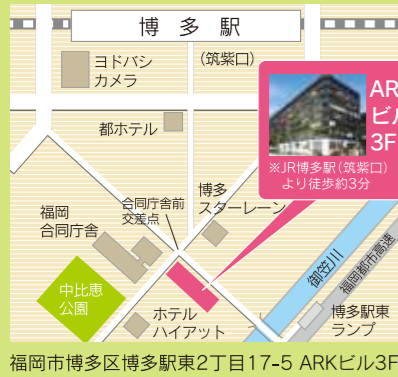 博多駅
ヨドバシ
カメラ
(筑紫口)
都ホテル
ARK
ビル
3F
※JR博多駅(筑紫口)
より徒歩約3分
博多
スターレーン
合同庁舎前
交差点
福岡
合同庁舎
中比恵
公園
ホテル
ハイアット
御笠川
福岡都市高速
博多駅東
ランプ
福岡市博多区博多駅東2丁目17-5 ARKビル3F